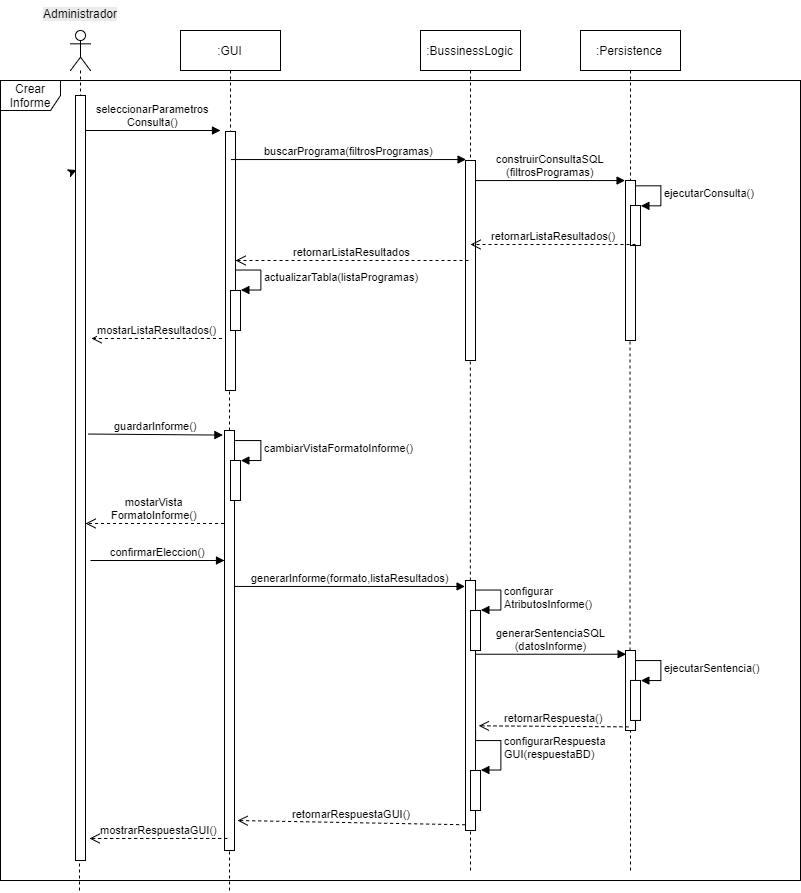 Administrador
:GUI
:BussinessLogic
:Persistence
Crear
Informe
seleccionarParametros
Consulta()
buscarPrograma(filtrosProgramas)
construirConsultaSQL
(filtrosProgramas)
ejecutarConsulta()
retornarListaResultados()
retornarListaResultados
actualizarTabla(listaProgramas)
mostarListaResultados()
guardarInforme()
cambiarVistaFormatoInforme()
mostarVista
FormatoInforme()
confirmarEleccion()
generarInforme(formato,listaResultados)
configurar
AtributosInforme()
generarSentenciaSQL
(datosInforme)
ejecutarSentencia()
retornarRespuesta()
configurarRespuesta
GUI(respuestaBD)
retornarRespuestaGUI()
mostrarRespuestaGUI()